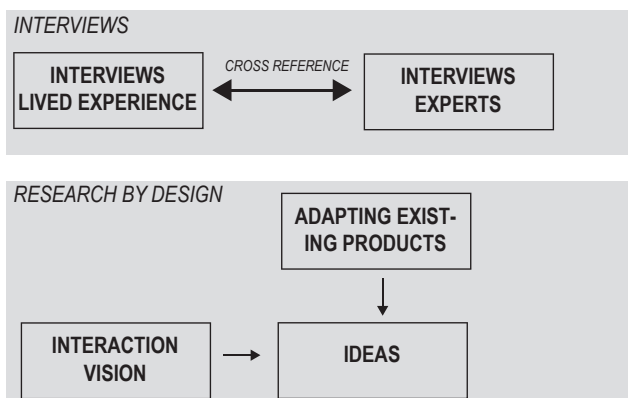 INTERVIEWS
INTERVIEWS
LIVED EXPERIENCE
CROSS REFERENCE
INTERVIEWS
EXPERTS
RESEARCH BY DESIGN
ADAPTING EXIST-
ING PRODUCTS
INTERACTION
VISION
IDEAS